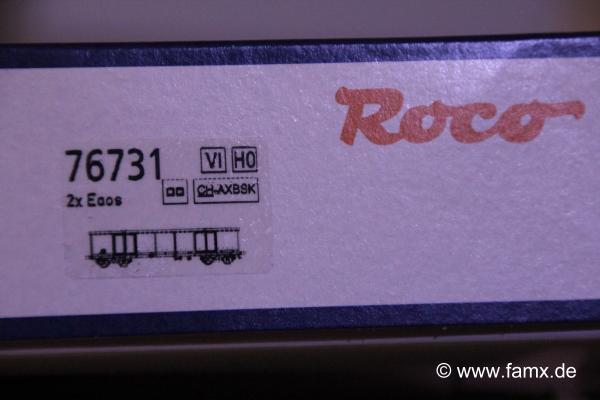 Roco
76731
VI H0
2x Eaos
CH-AXBSK
© www.famx.de